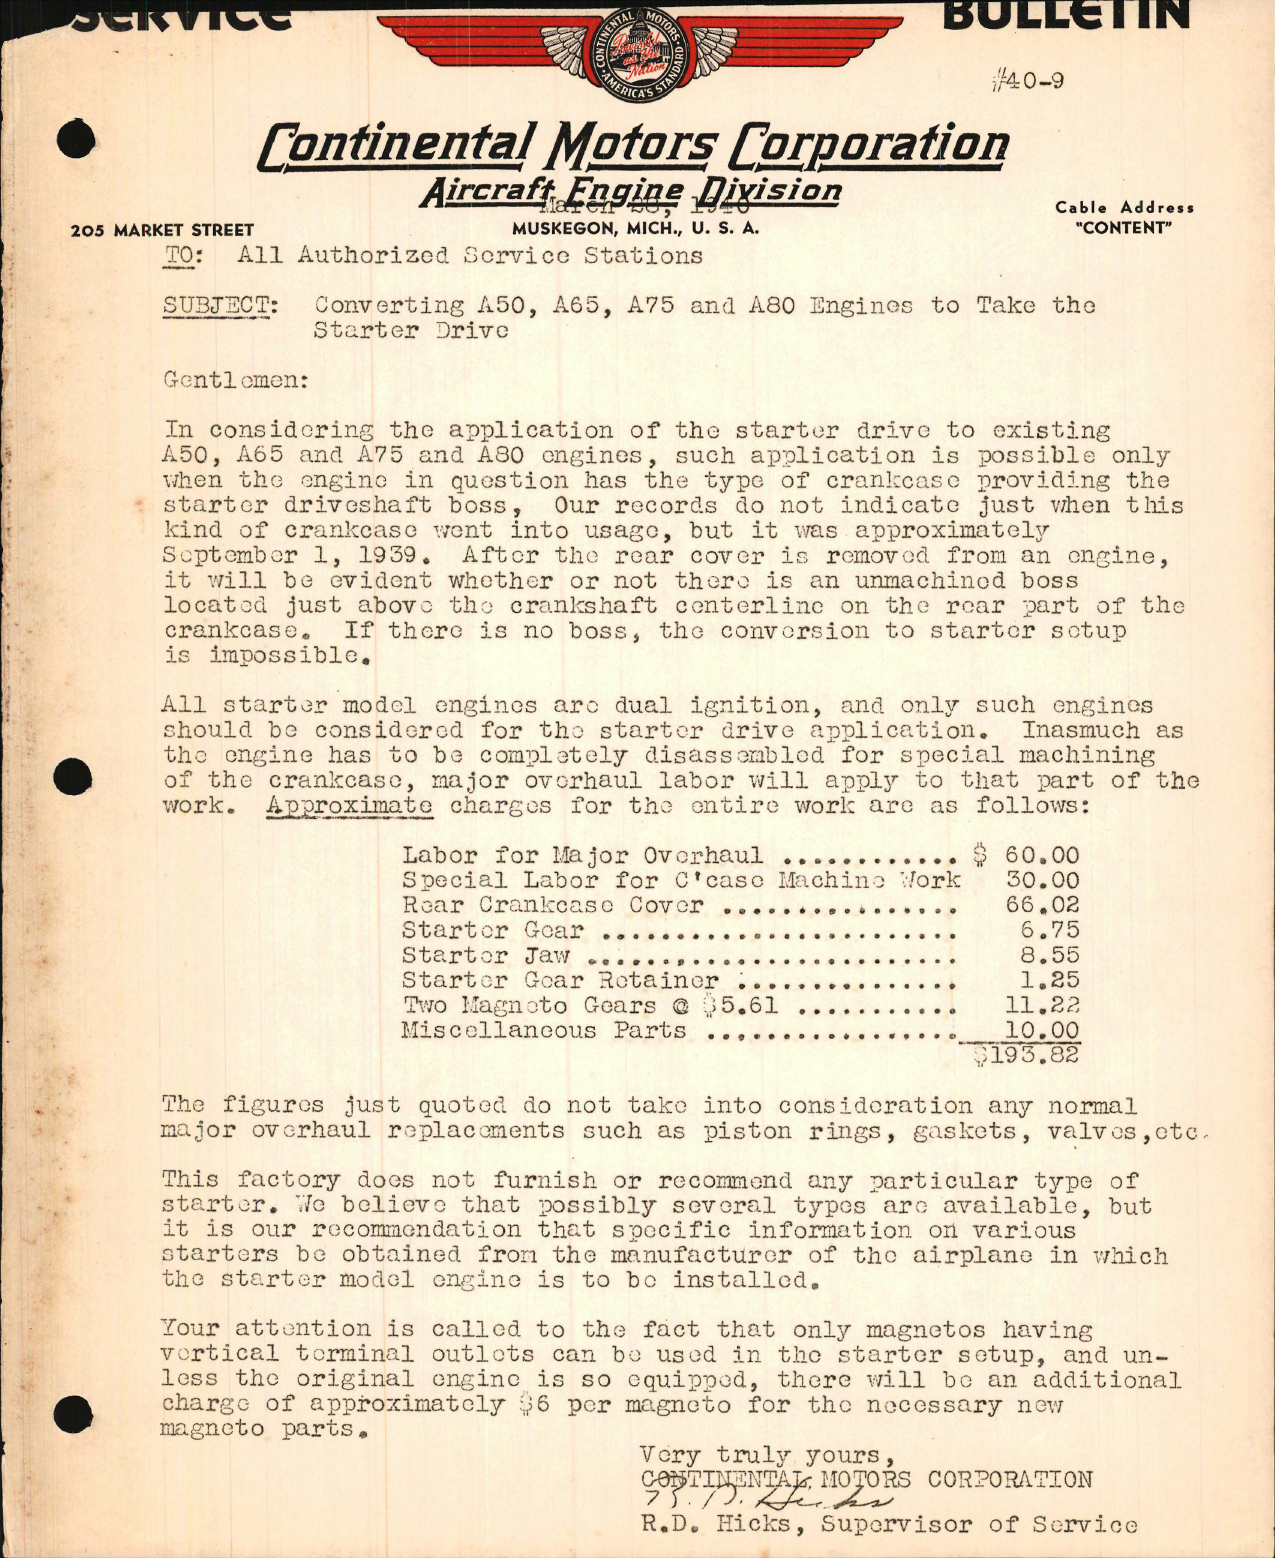 SERVICE BULLETIN
CONTINENTAL MOTORS
Powerful as the Nation
AMERICA'S STANDARD
#40-9
Continental Motors Corporation
Aircraft Engine Division
March 28, 1940
205 MARKET STREET MUSKEGON, MICH., U. S. A. Cable Address "CONTENT"
TO: All Authorized Service Stations
SUBJECT: Converting A50, A65, A75 and A80 Engines to Take the
Starter Drive
Gentlemen:
In considering the application of the starter drive to existing
A50, A65 and A75 and A80 engines, such application is possible only
when the engine in question has the type of crankcase providing the
starter driveshaft boss, Our records do not indicate just when this
kind of crankcase went into usage, but it was approximately
September 1, 1939. After the rear cover is removed from an engine,
it will be evident whether or not there is an unmachined boss
located just above the crankshaft centerline on the rear part of the
crankcase. If there is no boss, the conversion to starter setup
is impossible.
All starter model engines are dual ignition, and only such engines
should be considered for the starter drive application. Inasmuch as
the engine has to be completely disassembled for special machining
of the crankcase, major overhaul labor will apply to that part of the
work. Approximate charges for the entire work are as follows:
Labor for Major Overhaul ............ $ 60.00
Special Labor for C'case Machine Work 30.00
Rear Crankcase Cover ................ 66.02
Starter Gear ........................ 6.75
Starter Jaw ......................... 8.55
Starter Gear Retainer ............... 1.25
Two Magneto Gears @ $5.61 ........... 11.22
Miscellaneous Parts ................. 10.00
$193.82
The figures just quoted do not take into consideration any normal
major overhaul replacements such as piston rings, gaskets, valves,etc.
This factory does not furnish or recommend any particular type of
starter. We believe that possibly several types are available, but
it is our recommendation that specific information on various
starters be obtained from the manufacturer of the airplane in which
the starter model engine is to be installed.
Your attention is called to the fact that only magnetos having
vertical terminal outlets can be used in the starter setup, and un-
less the original engine is so equipped, there will be an additional
charge of approximately $6 per magneto for the necessary new
magneto parts.
Very truly yours,
CONTINENTAL MOTORS CORPORATION
R. D. Hicks
R.D. Hicks, Supervisor of Service